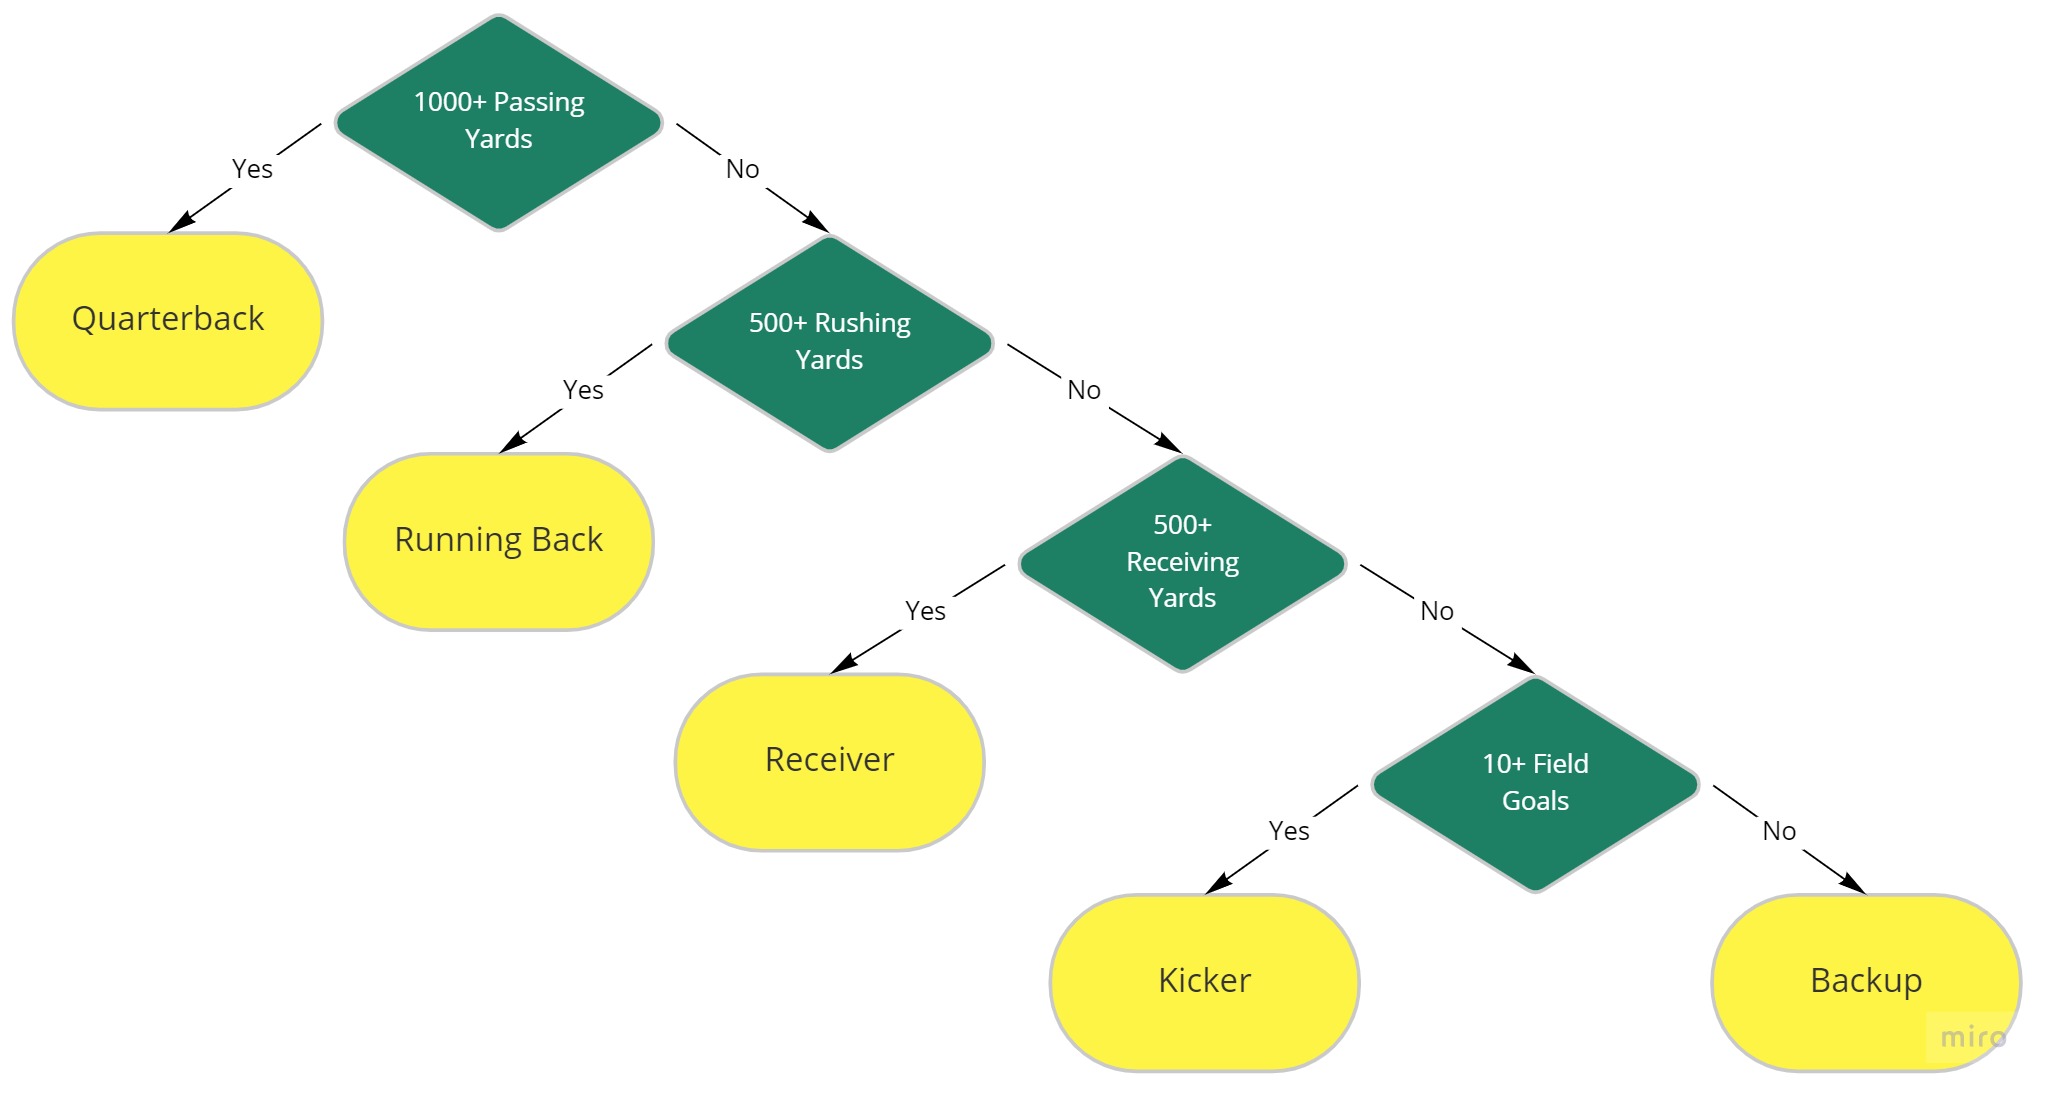 1000+ Passing
Yards
Yes
No
Quarterback
500+ Rushing
Yards
Yes
No
Running Back
500+
Receiving
Yards
Yes
No
Receiver
10+ Field
Goals
Yes
No
Kicker
Backup
miro